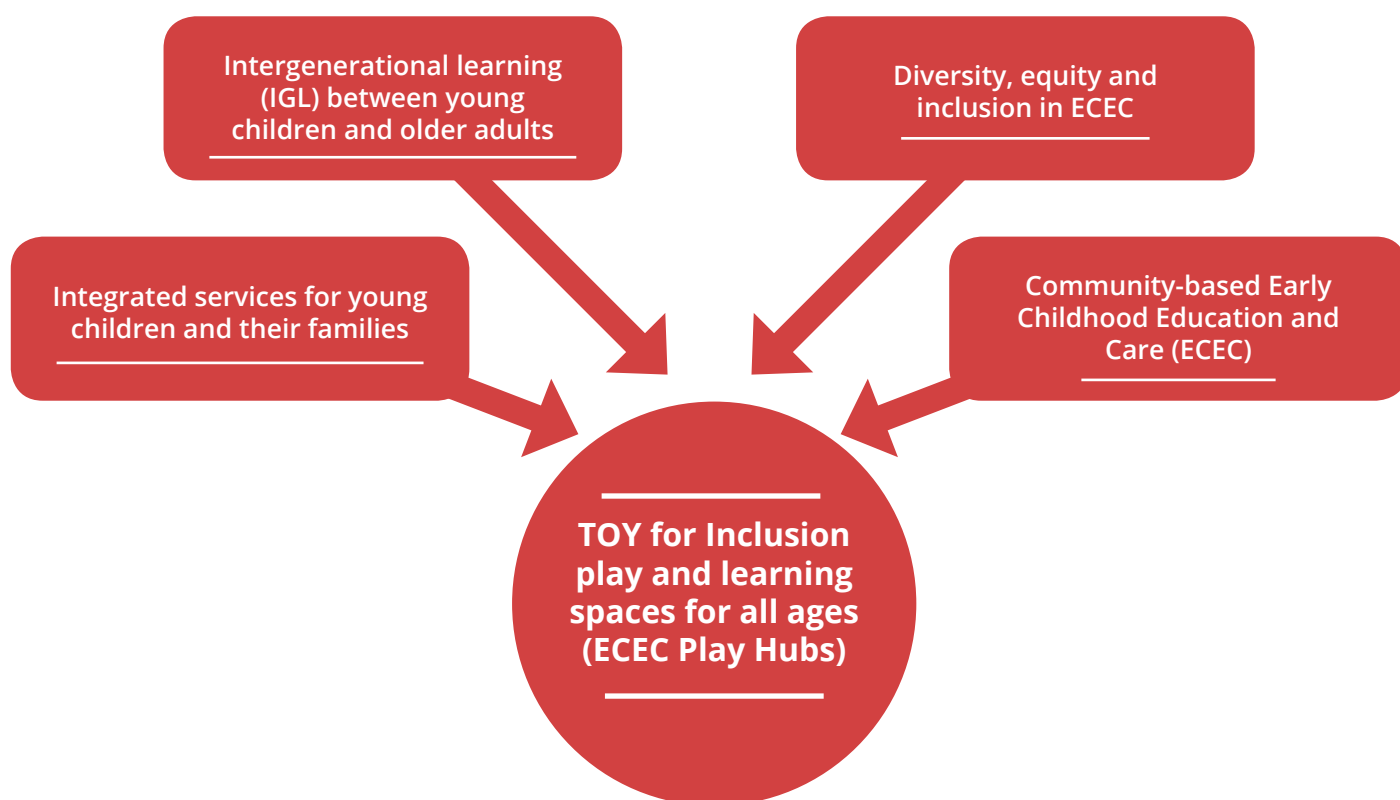 Intergenerational learning
(IGL) between young
children and older adults
Diversity, equity and
inclusion in ECEC
Integrated services for young
children and their families
Community-based Early
Childhood Education and
Care (ECEC)
TOY for Inclusion
play and learning
spaces for all ages
(ECEC Play Hubs)